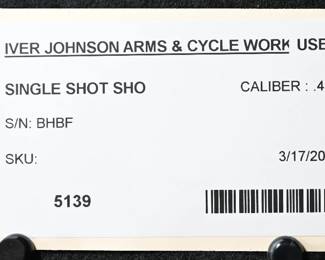 IVER JOHNSON ARMS & CYCLE WORK USE
SINGLE SHOT SHO CALIBER : .4
S/N: BHBF
SKU: 3/17/20
5139